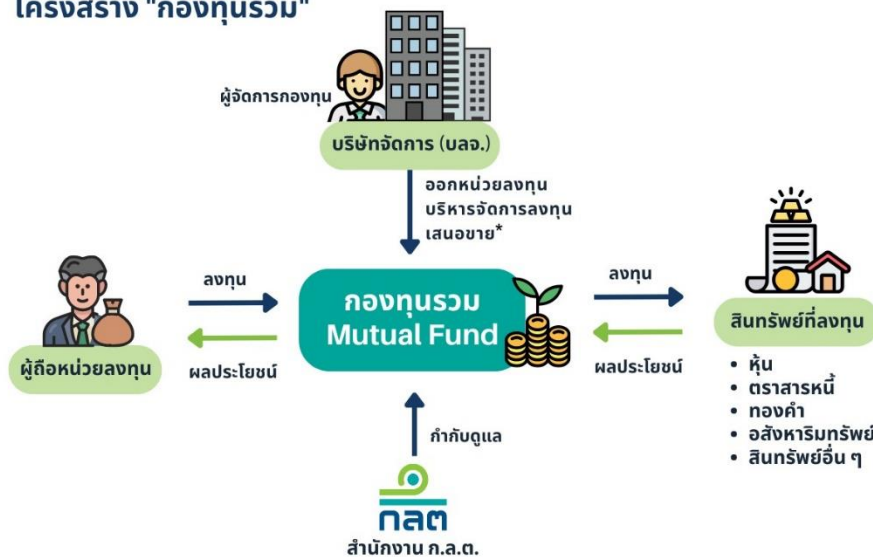 โครงสร้าง "กองทุนรวม"
ผู้จัดการกองทุน
บริษัทจัดการ (บลจ.)
ออกหน่วยลงทุน
บริหารจัดการลงทุน
เสนอขาย*
ลงทุน
กองทุนรวม
Mutual Fund
ลงทุน
ผู้ถือหน่วยลงทุน
ผลประโยชน์
ผลประโยชน์
สินทรัพย์ที่ลงทุน
• หุ้น
• ตราสารหนี้
• ทองคำ
• อสังหาริมทรัพย์
• สินทรัพย์อื่น ๆ
กำกับดูแล
กลต
สำนักงาน ก.ล.ต.